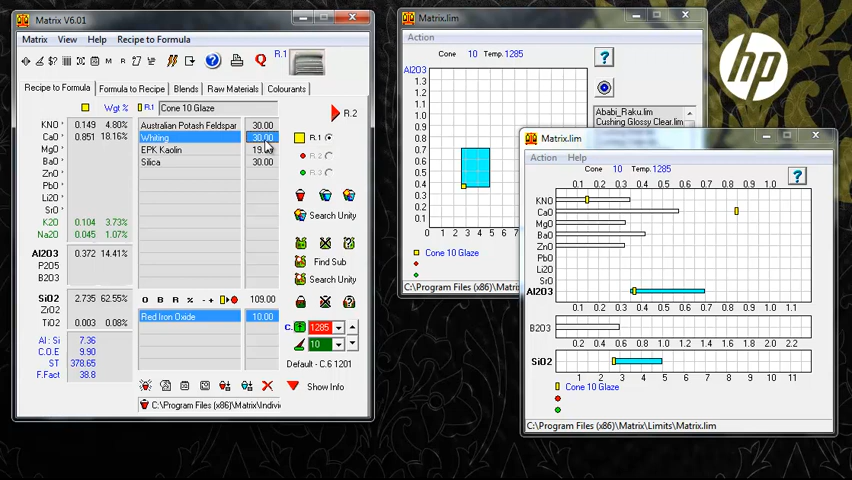 Matrix V6.01
Matrix View Help Recipe to Formula
R.1
Recipe to Formula Formula to Recipe Blends Raw Materials Colourants
Wgt % R.1 Cone 10 Glaze R.2
KNO 0.149 4.80% Australian Potash Feldspar 30.00
CaO 0.851 18.16% Whiting 30.00 R.1
MgO EPK Kaolin 19.
BaO Silica 30.00 R.2
ZnO R.3
PbO
Li2O
SrO Search Unity
K2O 0.104 3.73%
Na2O 0.045 1.07%
Al2O3 0.372 14.41% Find Sub
P205
B2O3 Search Unity
SiO2 2.735 62.55% O B R % - + 109.00
ZrO2 Red Iron Oxide 10.00
TiO2 0.003 0.08% C. 1285
Al : Si 7.36 10
C.O.E 9.90
ST 378.65 Default - C.6 1201
F.Fact 38.8
Show Info
C:\Program Files (x86)\Matrix\Indivi
Matrix.lim
Action
Cone 10 Temp. 1285
Al2O3
1.3
1.2
1.1
1.0
0.9
0.8
0.7
0.6
0.5
0.4
0.3
0.2
0.1
0 1 2 3 4 5 6 7
Ababi_Raku.lim
Cushing Glossy Clear.lim
Cone 10 Glaze
C:\Program Files (x86)\Matrix
hp
Matrix.lim
Action Help
Cone 10 Temp. 1285
0.1 0.2 0.3 0.4 0.5 0.6 0.7 0.8 0.9 1.0
KNO
CaO
MgO
BaO
ZnO
PbO
Li2O
SrO
Al2O3
0.1 0.2 0.3 0.4 0.5 0.6 0.7 0.8 0.9 1.0 1.1
B2O3
0.2 0.4 0.6 0.8 1.0 1.2 1.4 1.6 1.8 2.0 2.2
SiO2
1 2 3 4 5 6 7 8 9 10 11
Cone 10 Glaze
C:\Program Files (x86)\Matrix\Limits\Matrix.lim